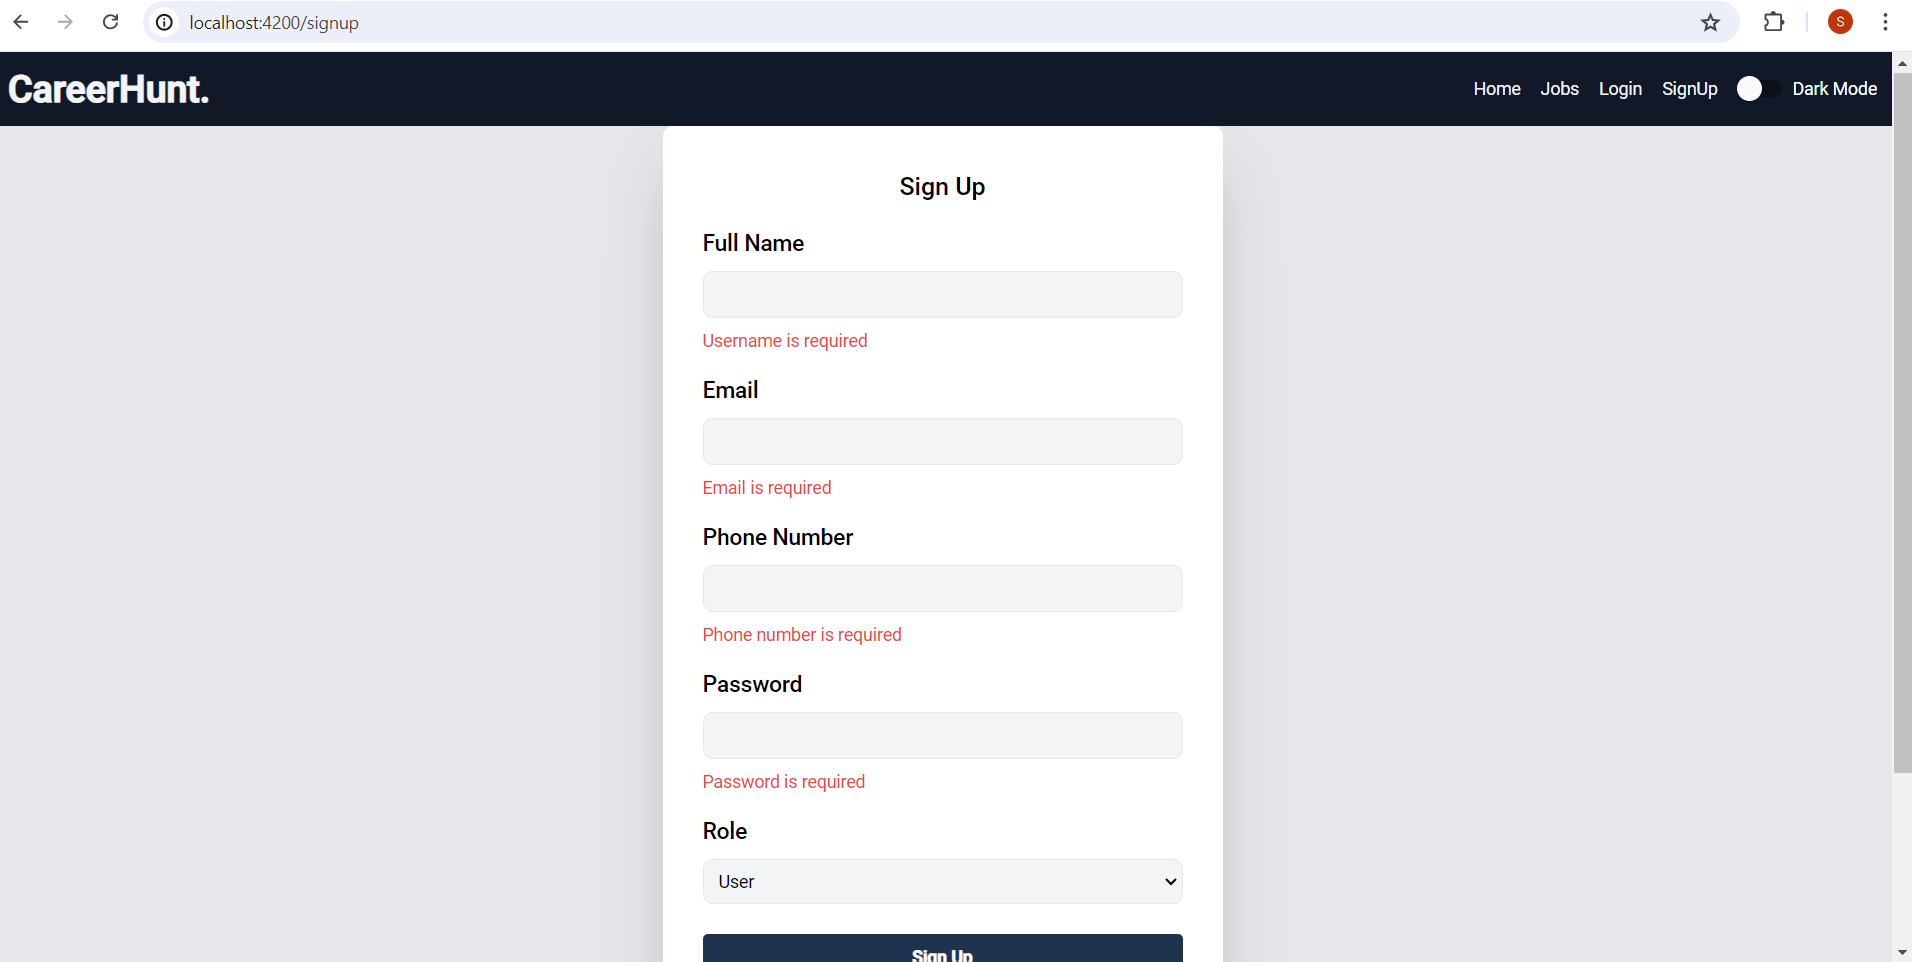 localhost:4200/signup
S
CareerHunt.
Home Jobs Login SignUp Dark Mode
Sign Up
Full Name
Username is required
Email
Email is required
Phone Number
Phone number is required
Password
Password is required
Role
User
Sign Up